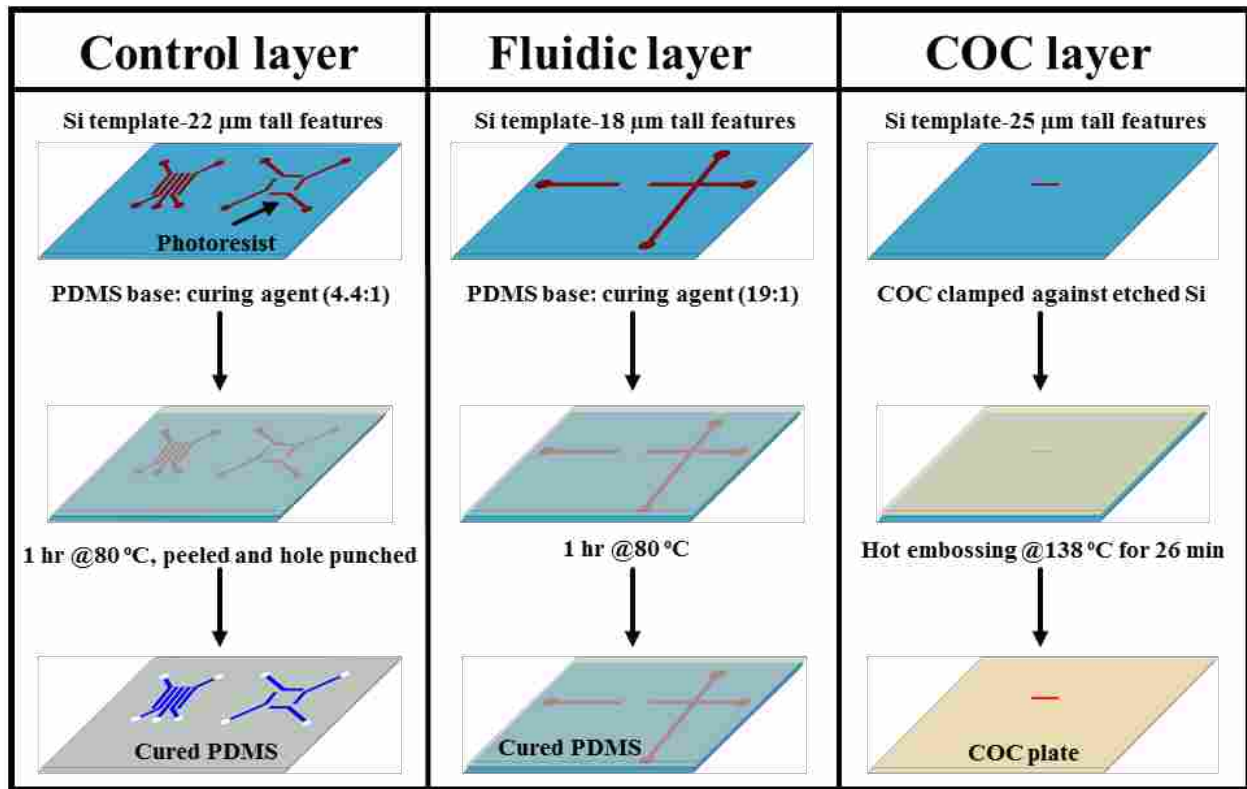 Control layer
Si template-22 µm tall features
Photoresist
PDMS base: curing agent (4.4:1)
1 hr @80 ºC, peeled and hole punched
Cured PDMS
Fluidic layer
Si template-18 µm tall features
PDMS base: curing agent (19:1)
1 hr @80 ºC
Cured PDMS
COC layer
Si template-25 µm tall features
COC clamped against etched Si
Hot embossing @138 ºC for 26 min
COC plate